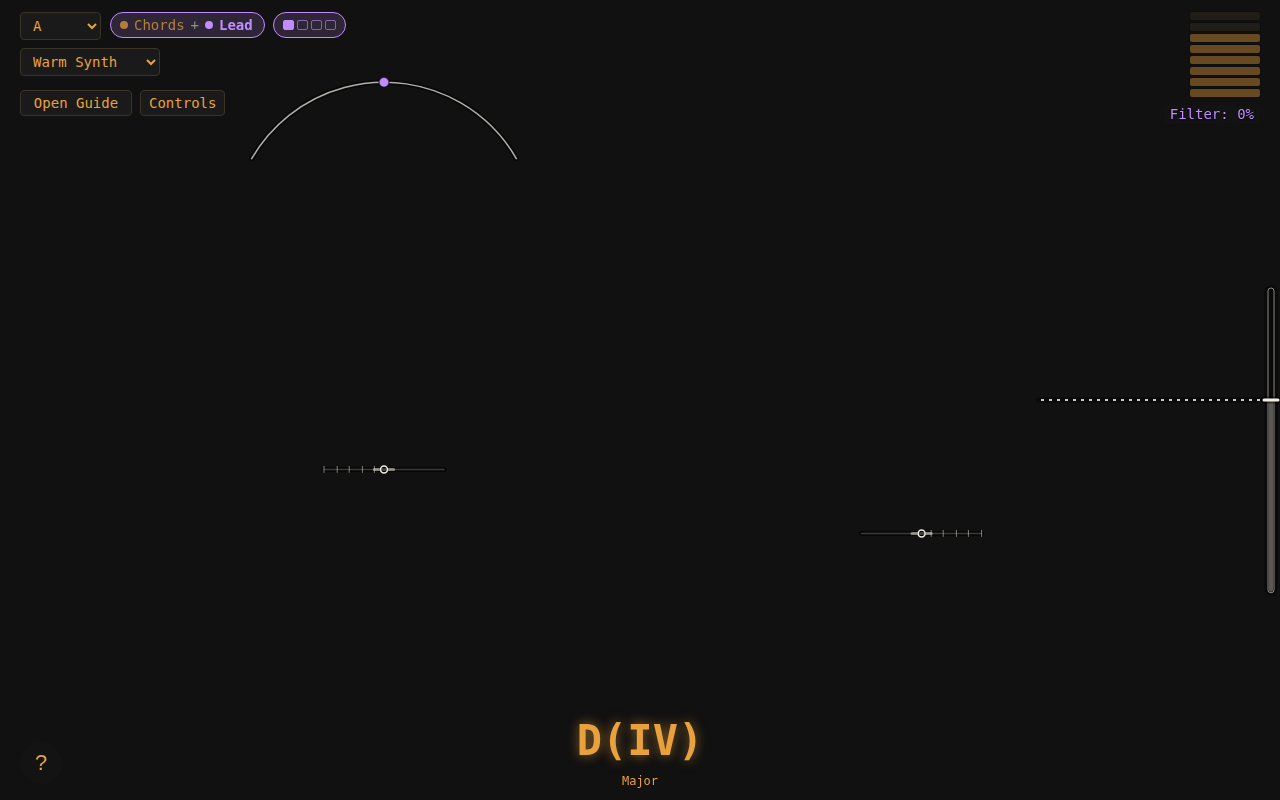 A
Chords + Lead
Warm Synth
Open Guide
Controls
Filter: 0%
D(IV)
Major
?